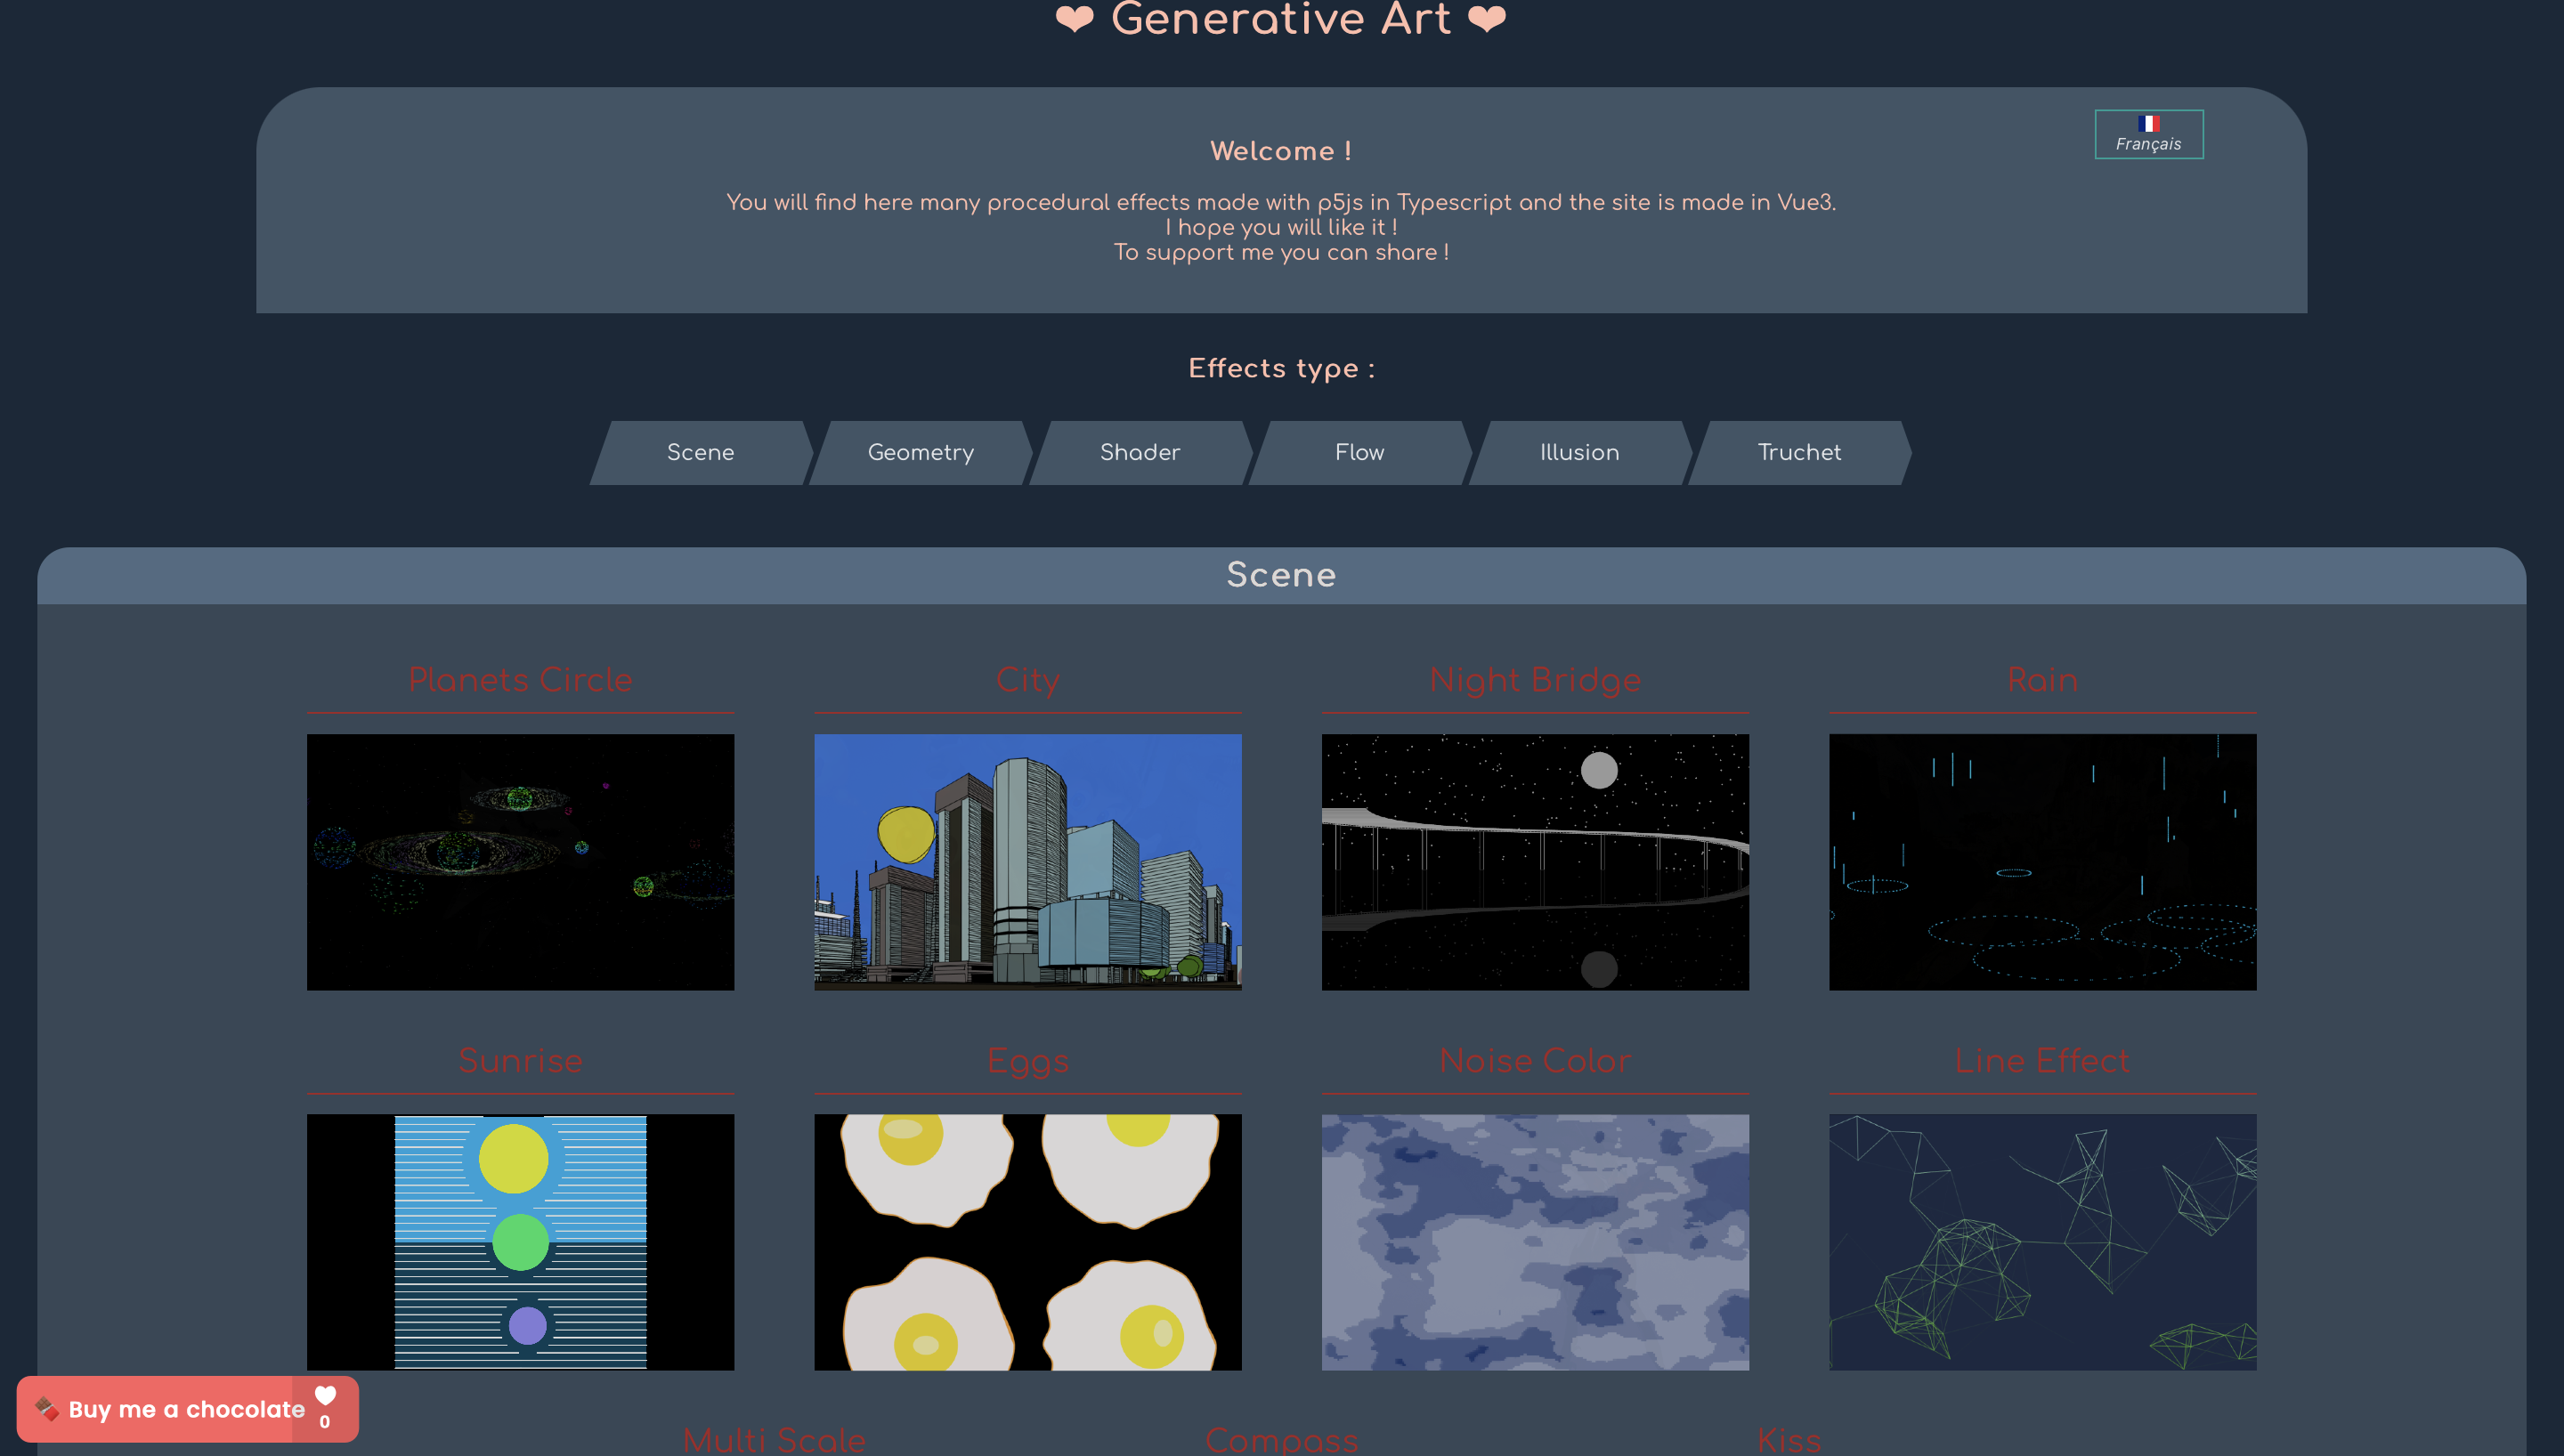 ❤ Generative Art ❤
Français
Welcome !
You will find here many procedural effects made with p5js in Typescript and the site is made in Vue3.
I hope you will like it !
To support me you can share !
Effects type :
Scene
Geometry
Shader
Flow
Illusion
Truchet
Scene
Planets Circle
City
Night Bridge
Rain
Sunrise
Eggs
Noise Color
Line Effect
Buy me a chocolate
0
Multi Scale
Compass
Kiss